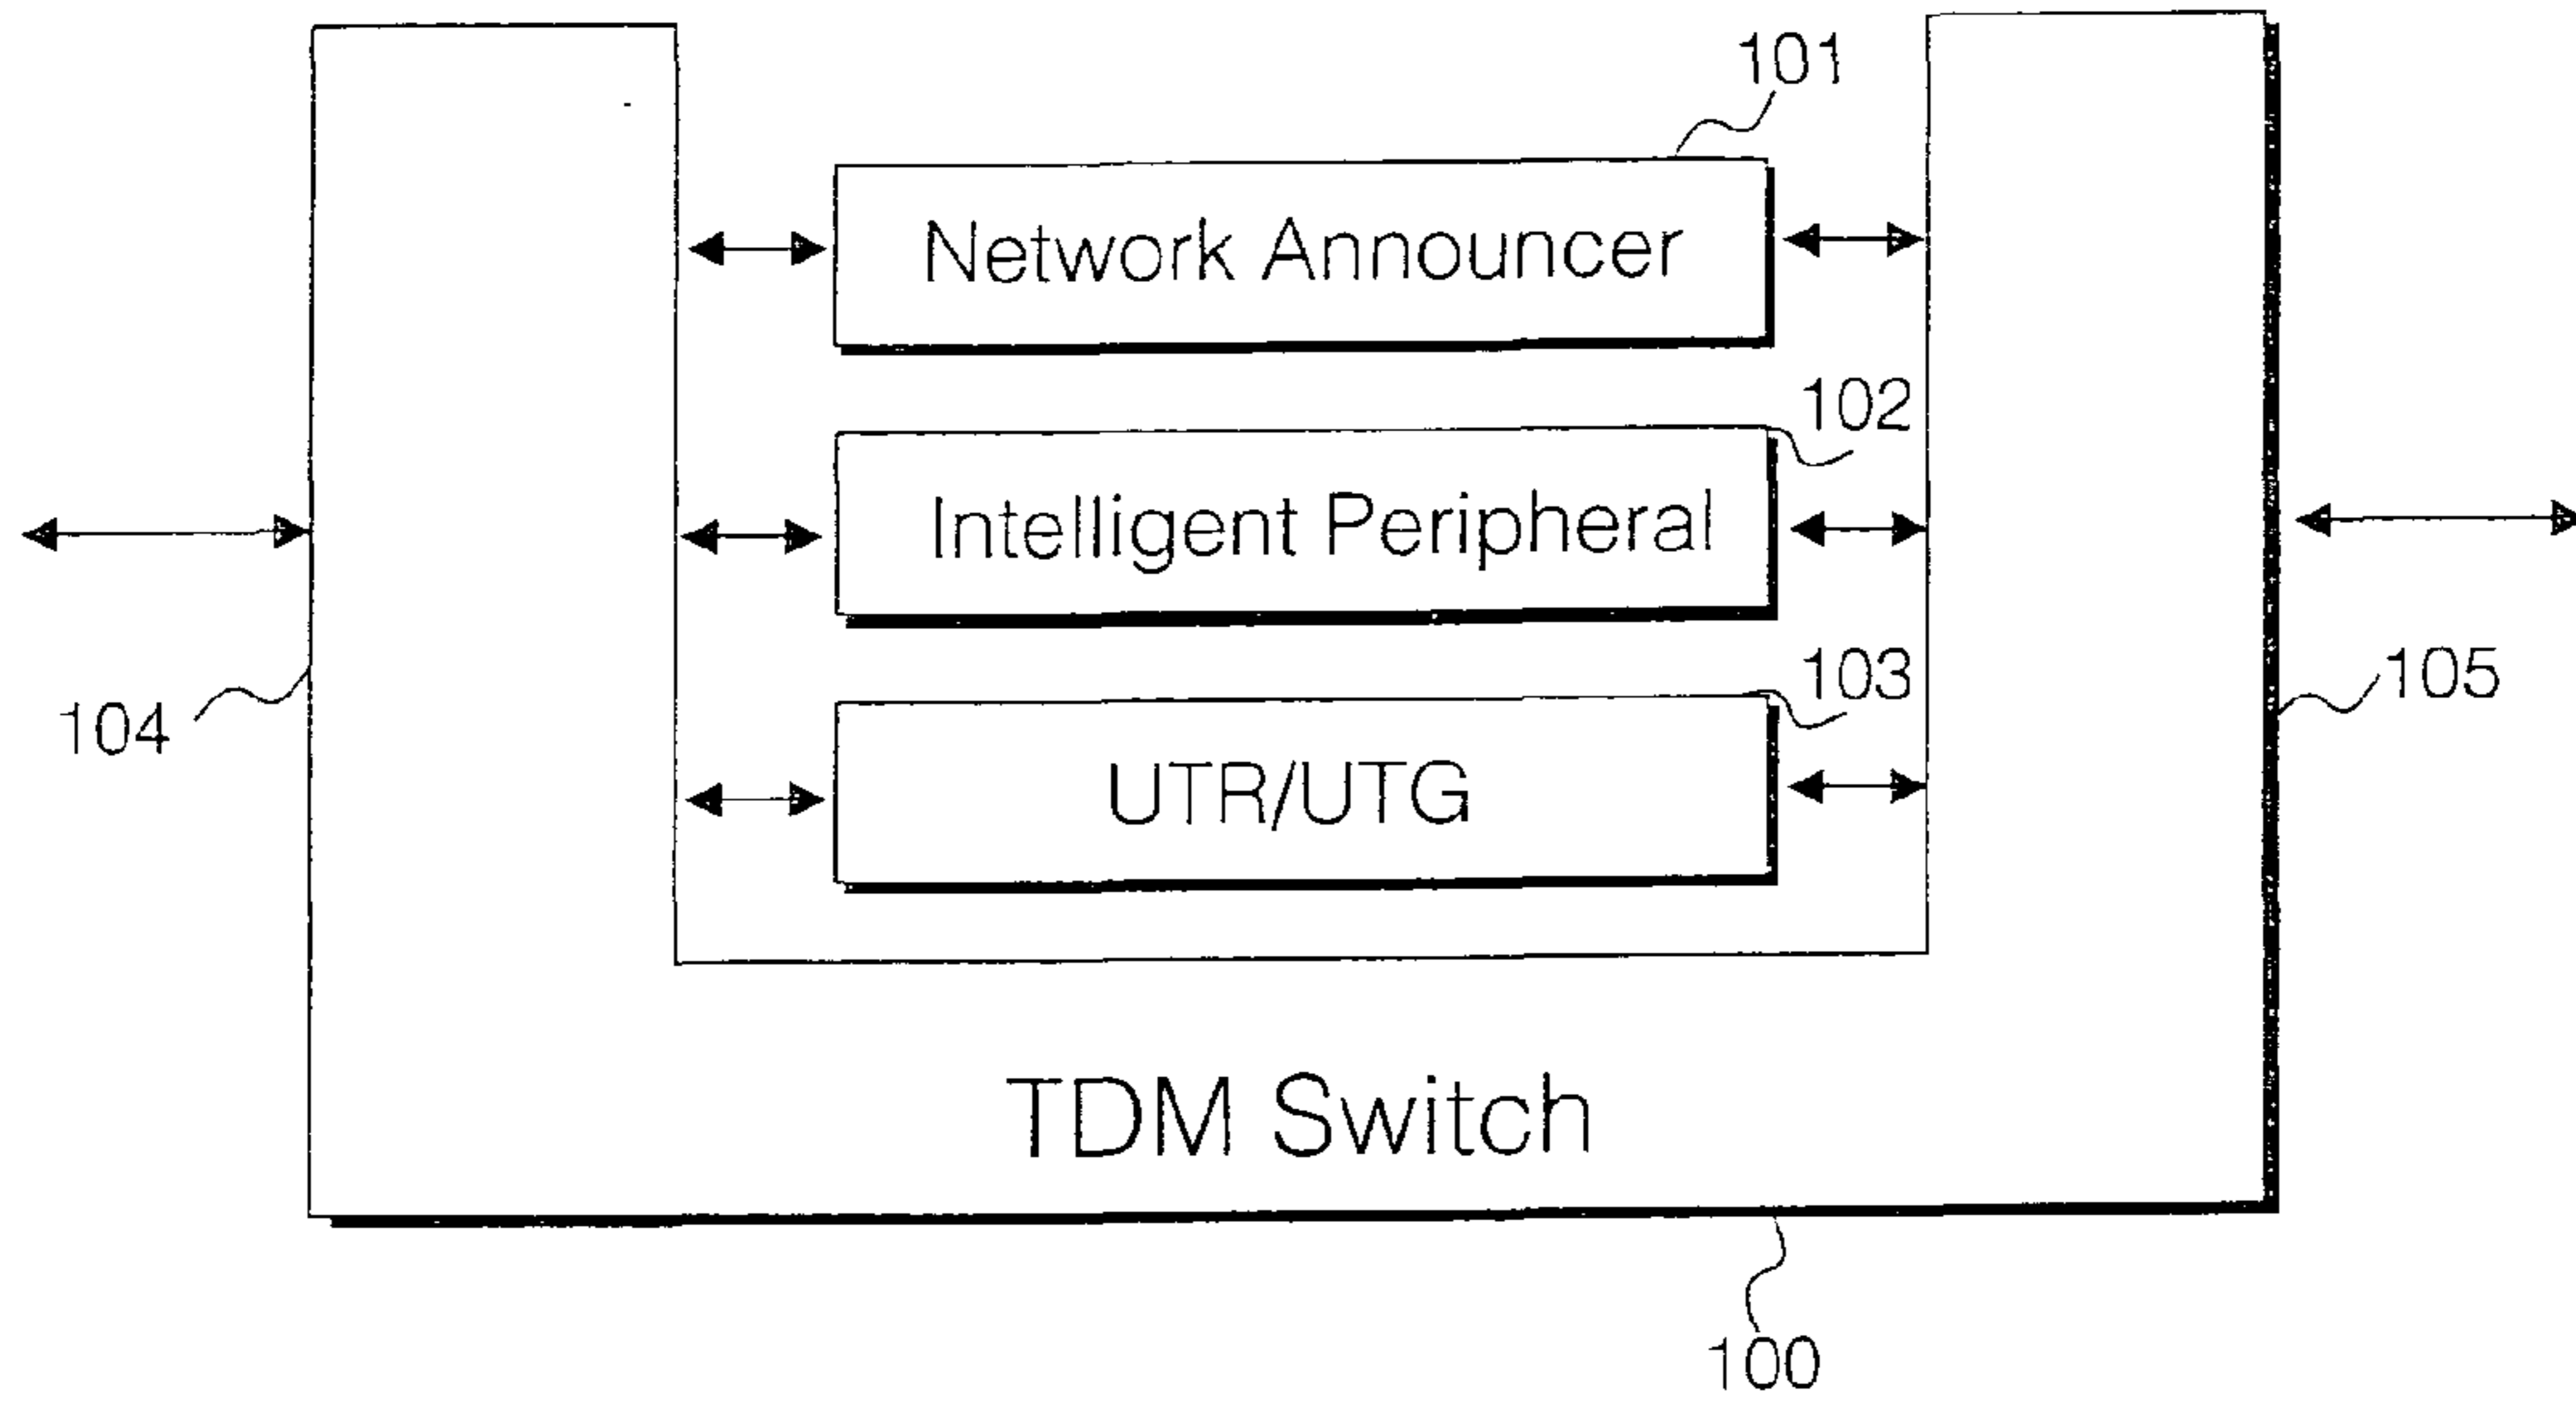 101
Network Announcer
102
Intelligent Peripheral
103
104
105
UTR/UTG
TDM Switch
100